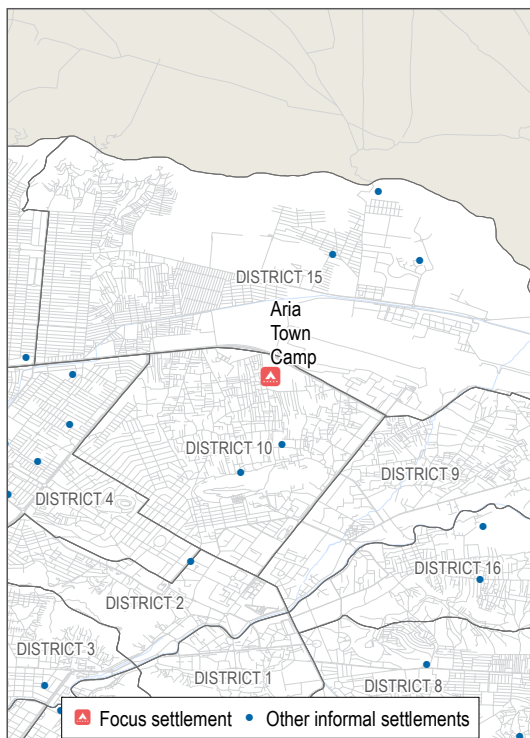 DISTRICT 15
Aria
Town
Camp
DISTRICT 10
DISTRICT 9
DISTRICT 4
DISTRICT 16
DISTRICT 2
DISTRICT 3
DISTRICT 1
DISTRICT 8
Focus settlement
Other informal settlements